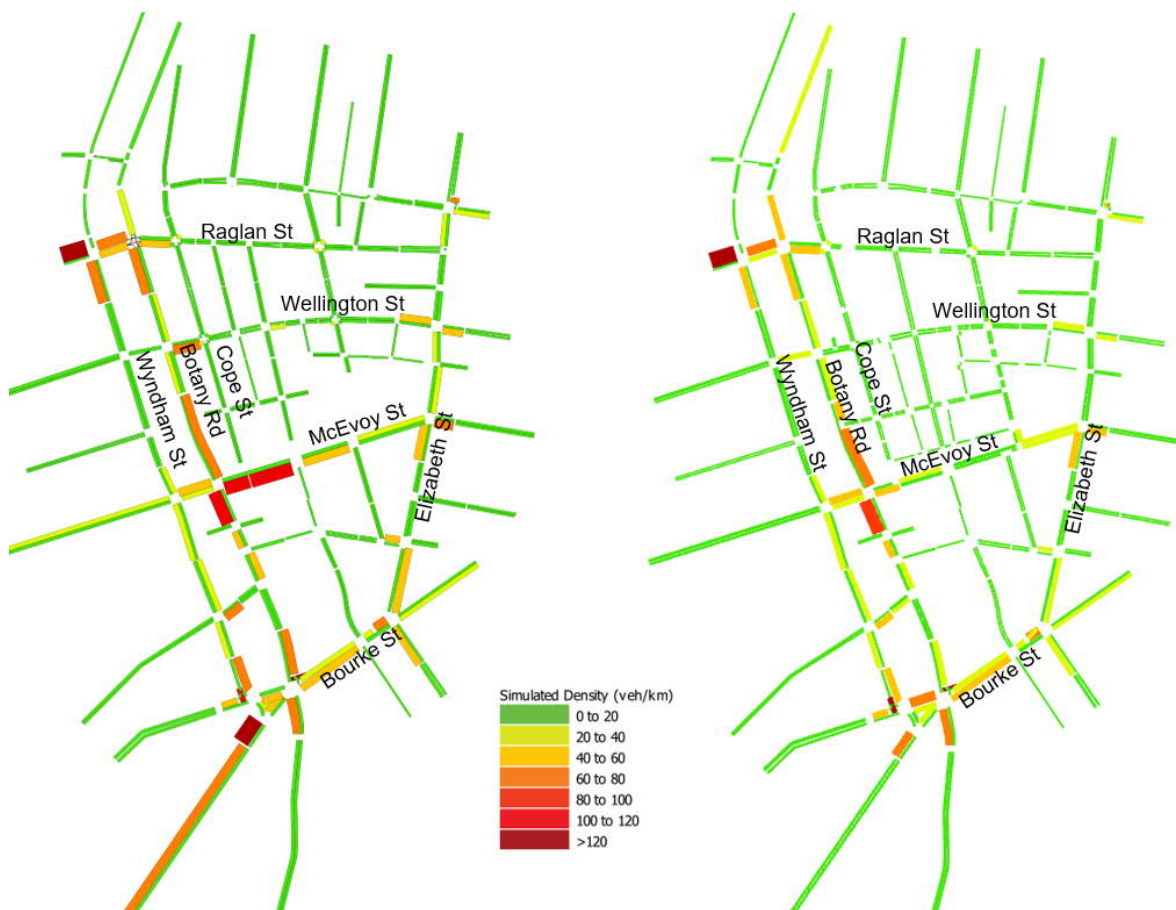 Raglan St
Wellington St
Wyndham St
Botany Rd
Cope St
McEvoy St
Elizabeth St
Bourke St
Raglan St
Wellington St
Wyndham St
Botany Rd
Cope St
McEvoy St
Elizabeth St
Bourke St
Simulated Density (veh/km)
0 to 20
20 to 40
40 to 60
60 to 80
80 to 100
100 to 120
>120